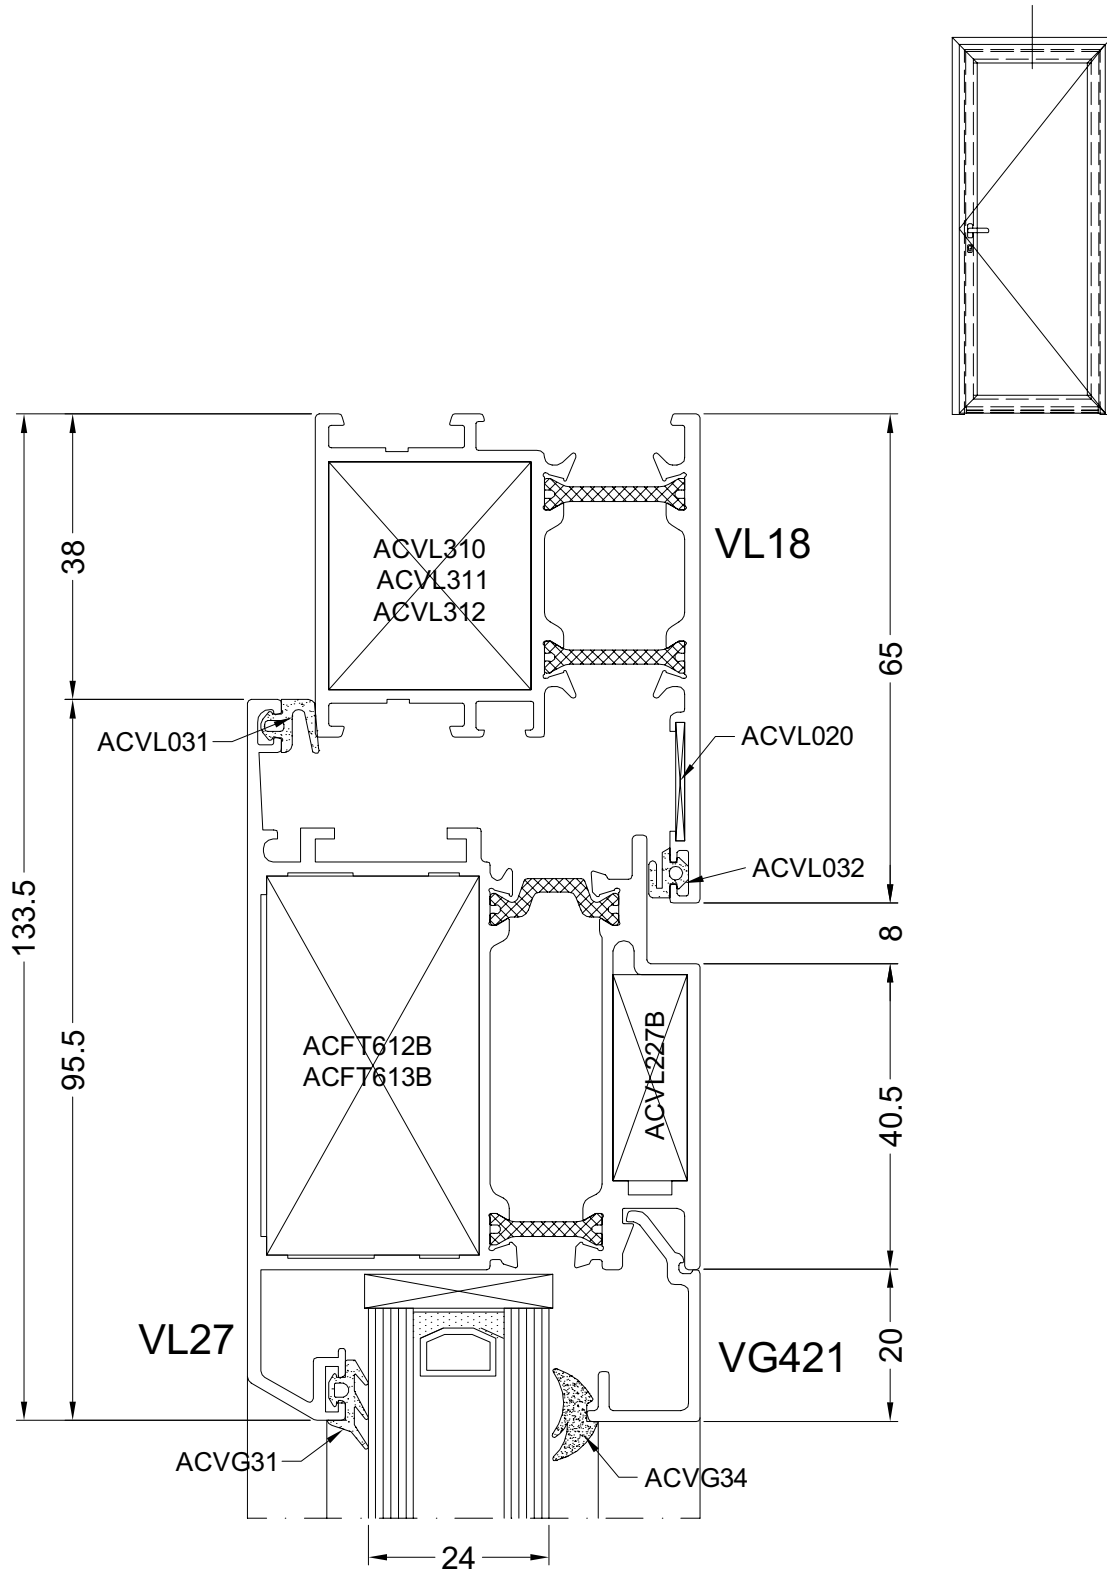 38
ACVL310
ACVL311
ACVL312
VL18
65
ACVL031
ACVL020
ACVL032
133.5
8
95.5
ACFT612B
ACFT613B
ACVL227B
40.5
VL27
VG421
20
ACVG31
ACVG34
24